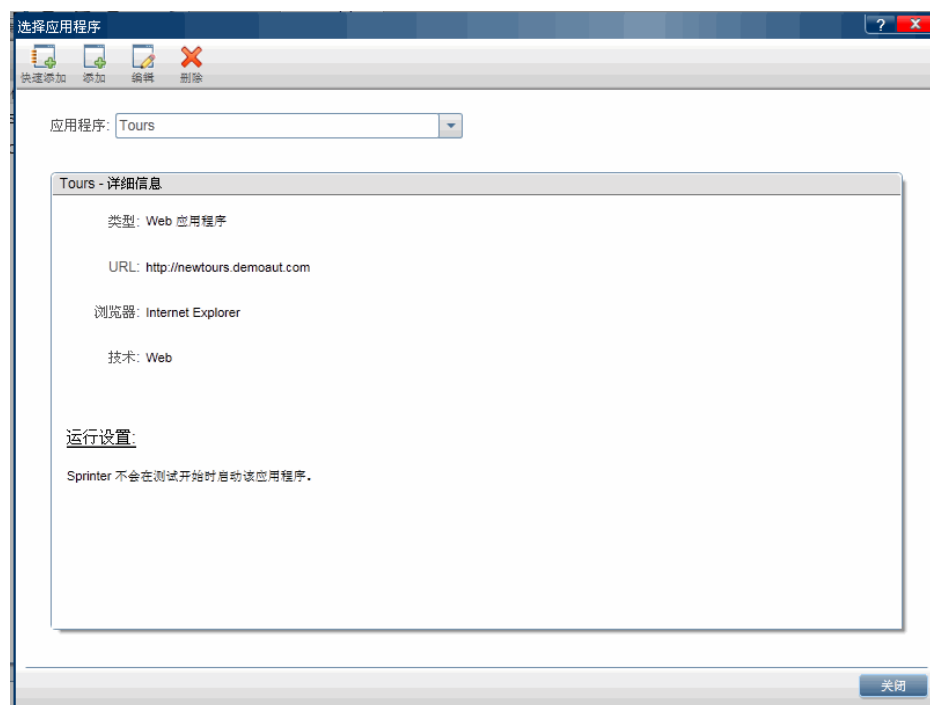 选择应用程序
?
X
快速添加 添加 编辑 删除
应用程序: Tours
Tours - 详细信息
类型: Web 应用程序
URL: http://newtours.demoaut.com
浏览器: Internet Explorer
技术: Web
运行设置:
Sprinter 不会在测试开始时启动该应用程序。
关闭